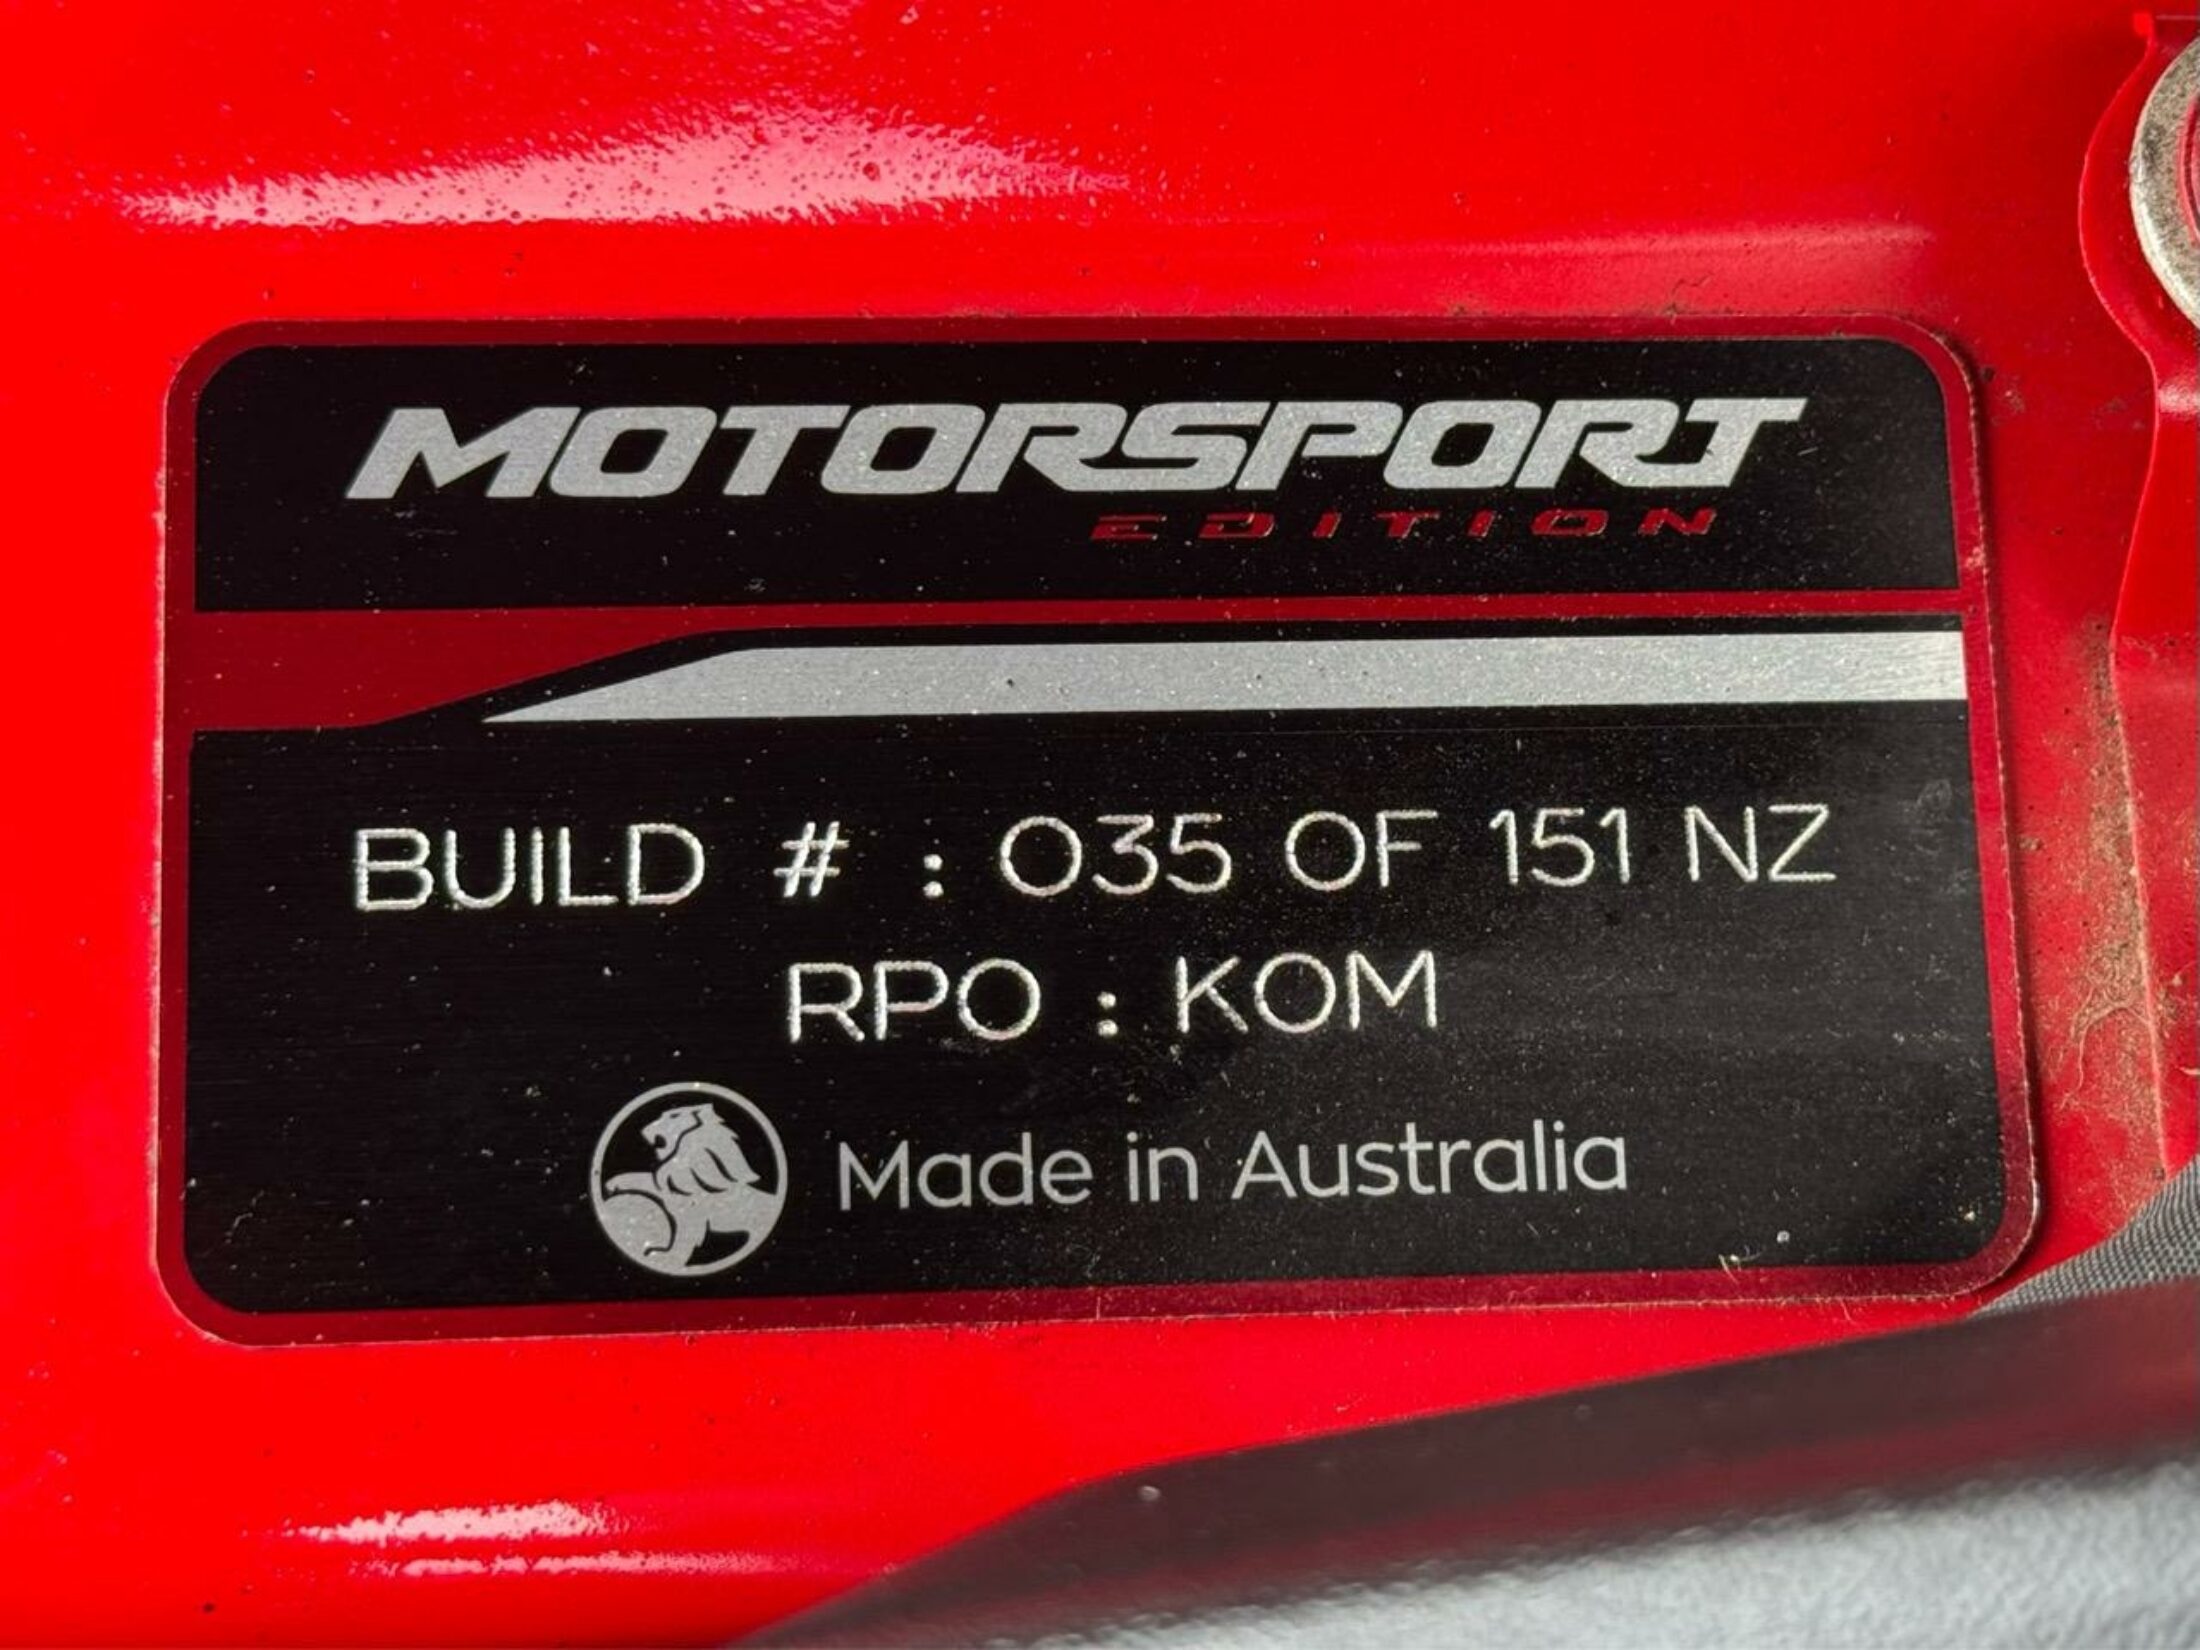 MOTORSPORT
EDITION
BUILD # : 035 OF 151 NZ
RPO : KOM
Made in Australia